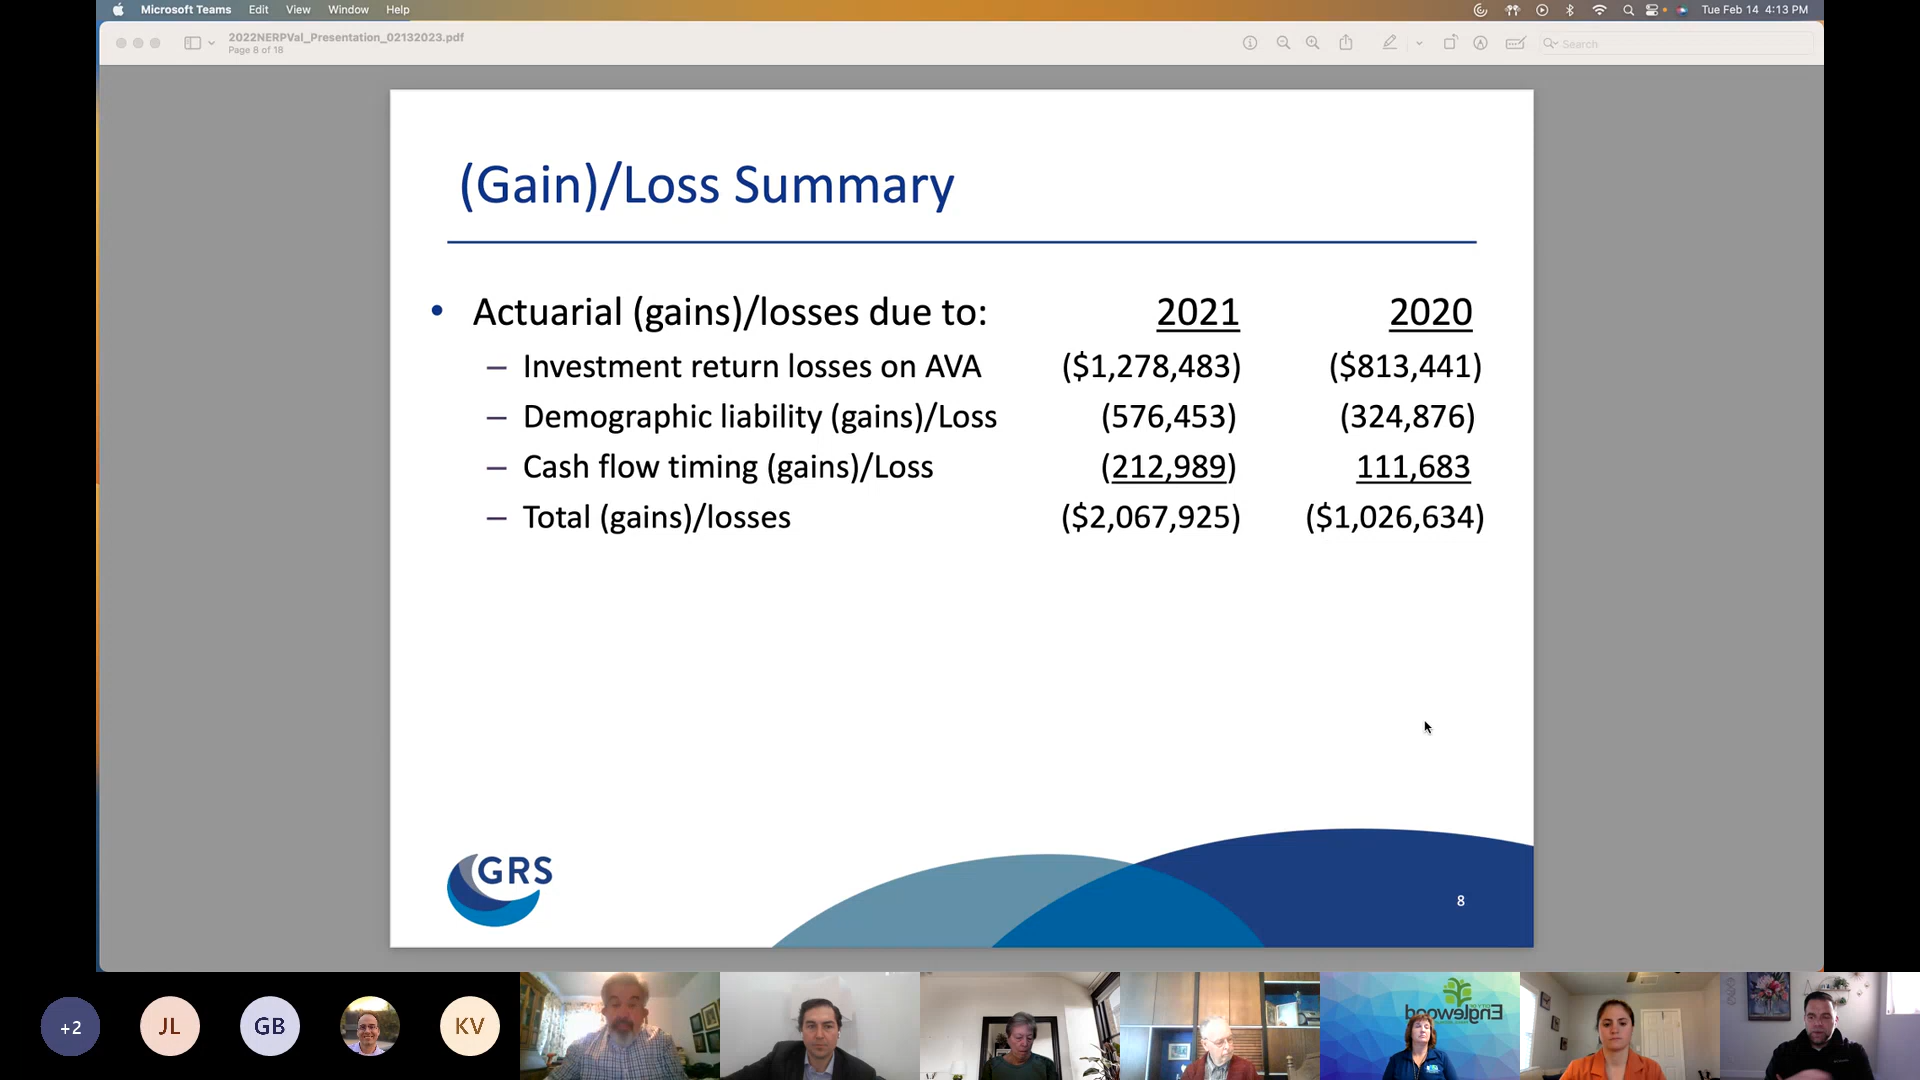 Microsoft Teams Edit View Window Help Tue Feb 14 4:13 PM
2022NERPVal_Presentation_02132023.pdf
Page 8 of 18
Search
(Gain)/Loss Summary
• Actuarial (gains)/losses due to: 2021 2020
– Investment return losses on AVA ($1,278,483) ($813,441)
– Demographic liability (gains)/Loss (576,453) (324,876)
– Cash flow timing (gains)/Loss (212,989) 111,683
– Total (gains)/losses ($2,067,925) ($1,026,634)
GRS
8
+2 JL GB KV
Englewood